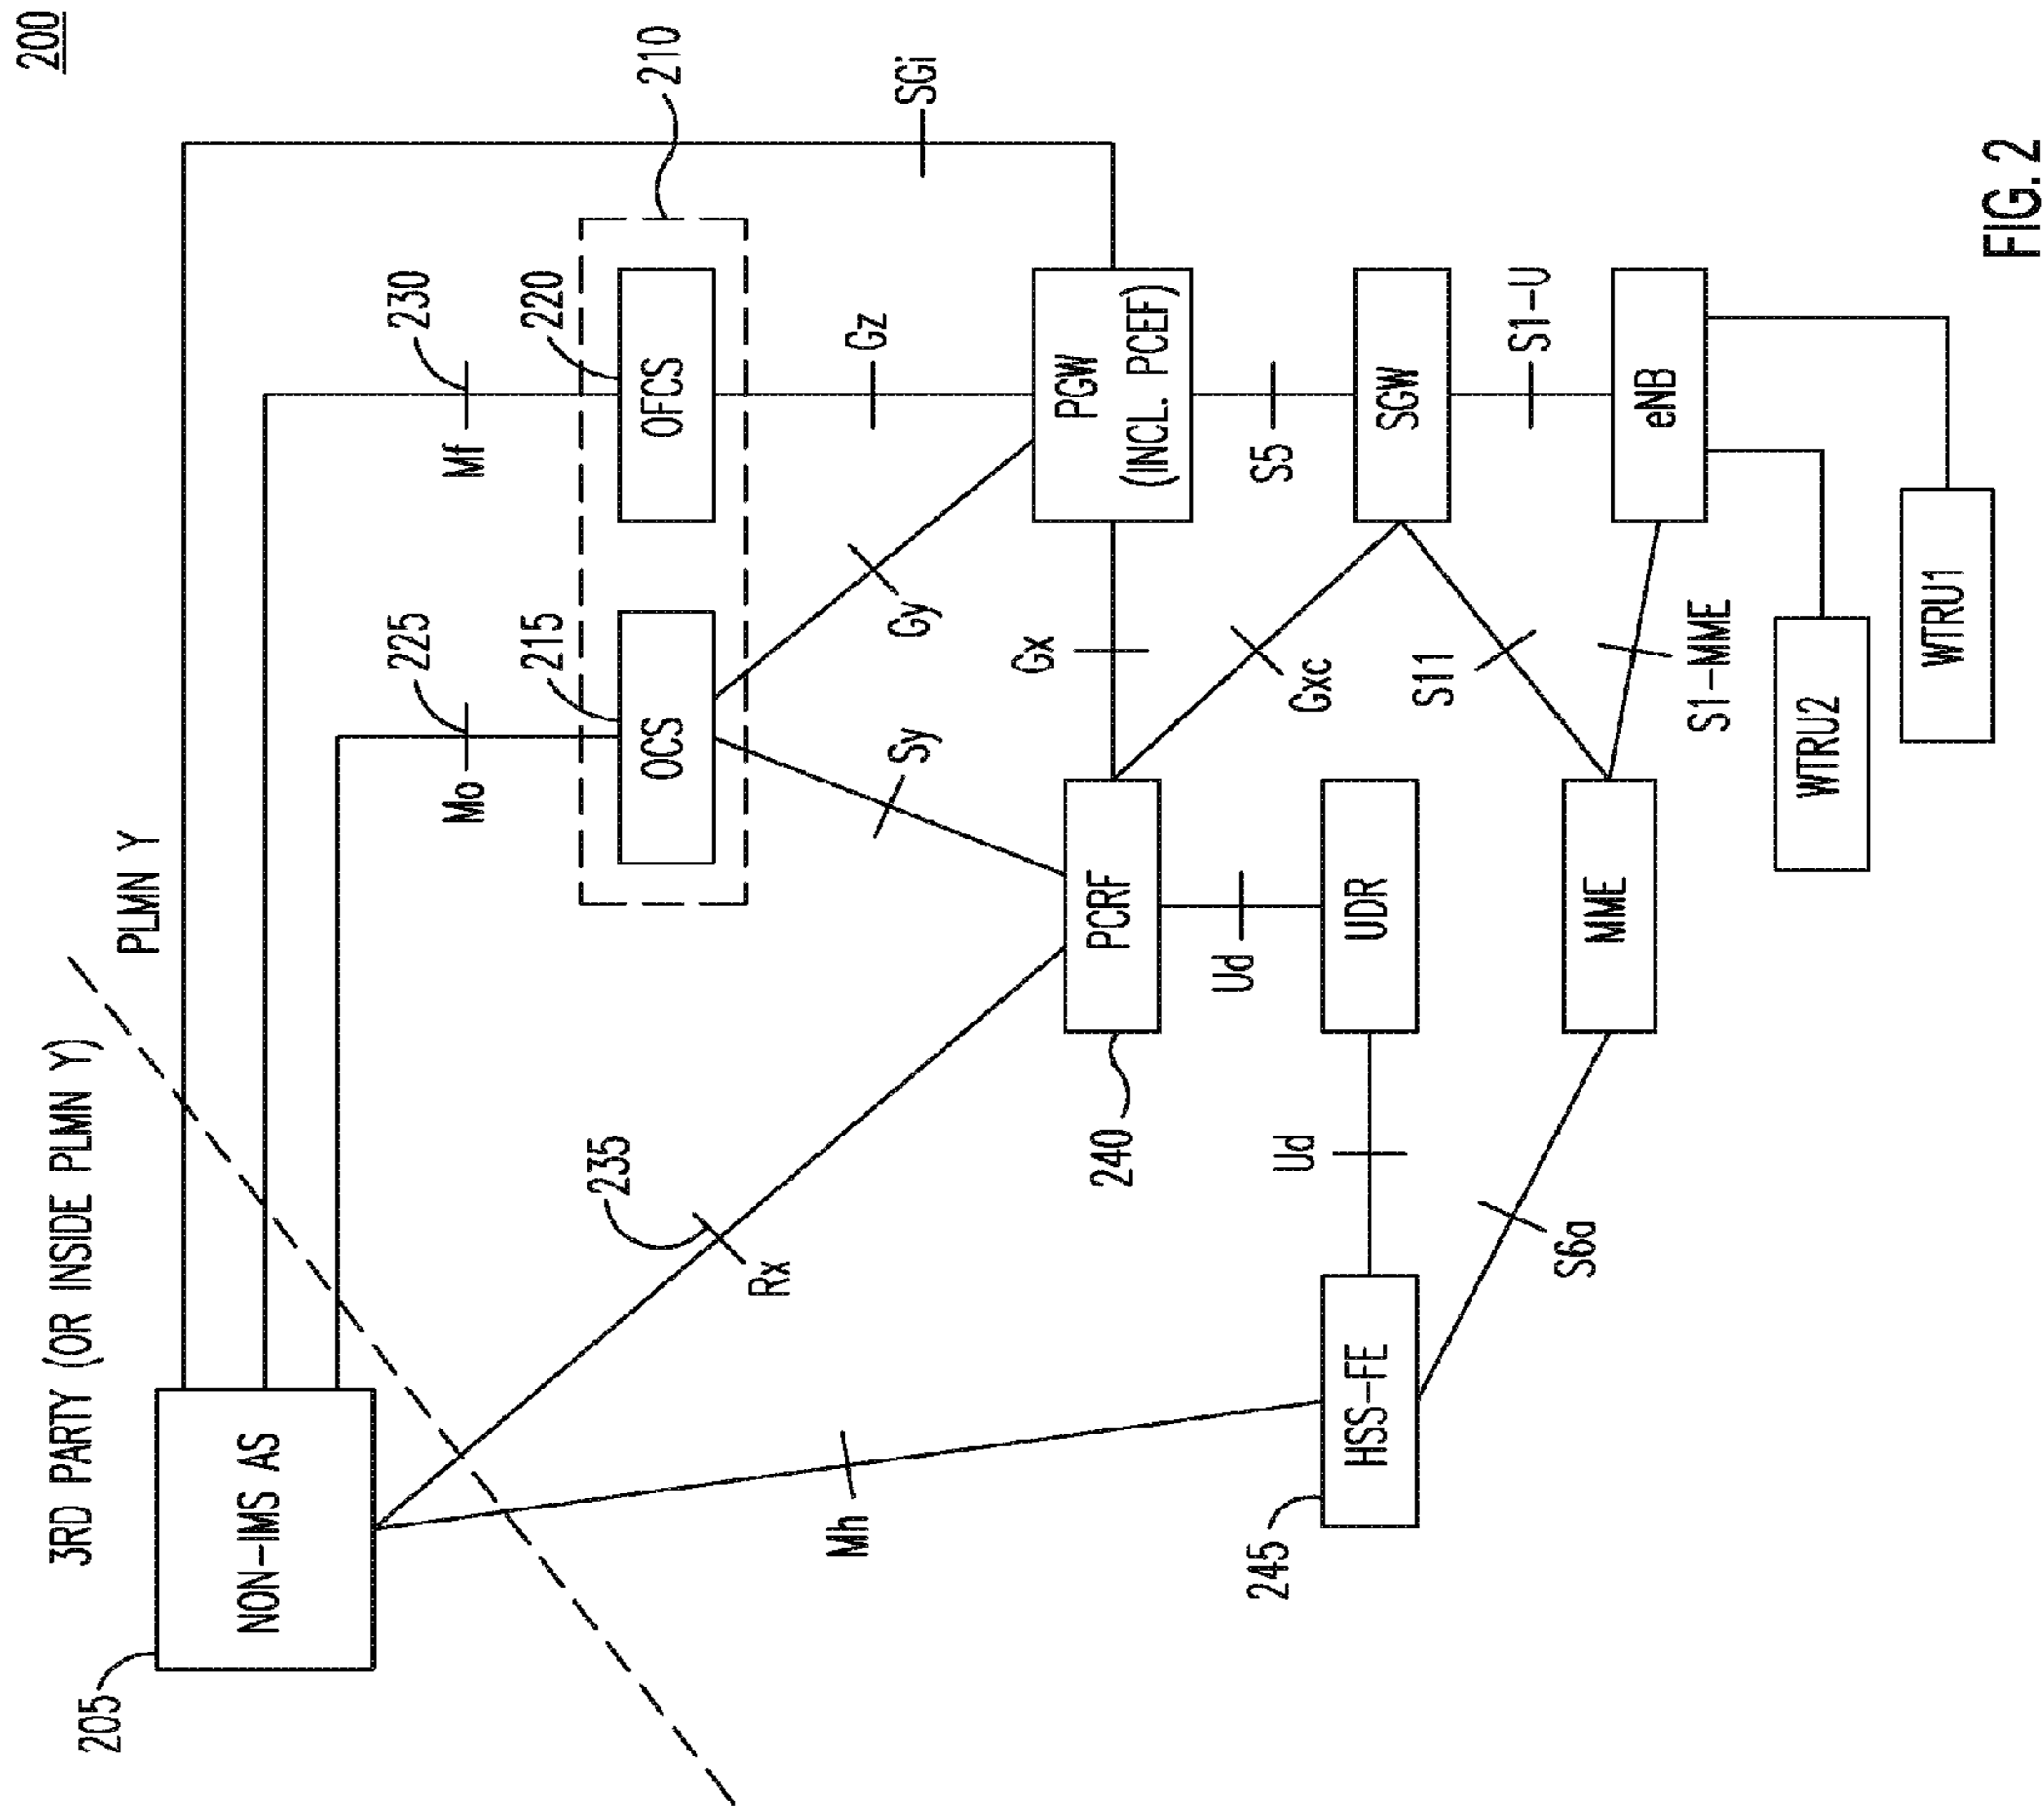 200
3RD PARTY (OR INSIDE PLMN Y)
PLMN Y
205
NON-IMS AS
Mo
225
Mf
230
215
OCS
220
OFCS
210
Rx
235
Mh
Sy
Gy
Gz
SGi
240
PCRF
Gx
PGW
(INCL. PCEF)
Ud
Gxc
S5
245
HSS-FE
Ud
UDR
SGW
S6a
S11
S1-U
MME
S1-MME
eNB
WTRU2
WTRU1
FIG. 2